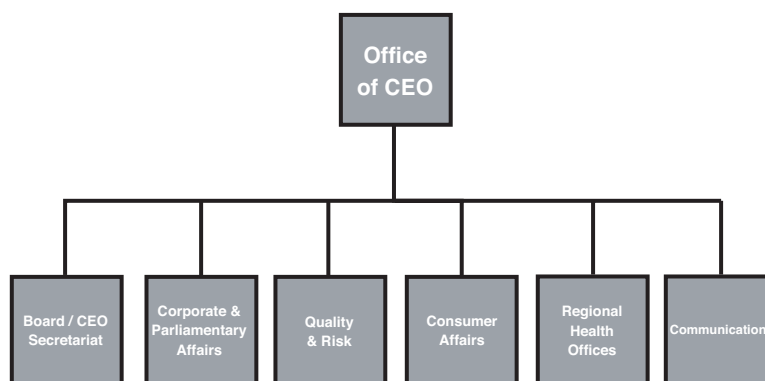 Office
of CEO
Board / CEO
Secretariat
Corporate &
Parliamentary
Affairs
Quality
& Risk
Consumer
Affairs
Regional
Health
Offices
Communication